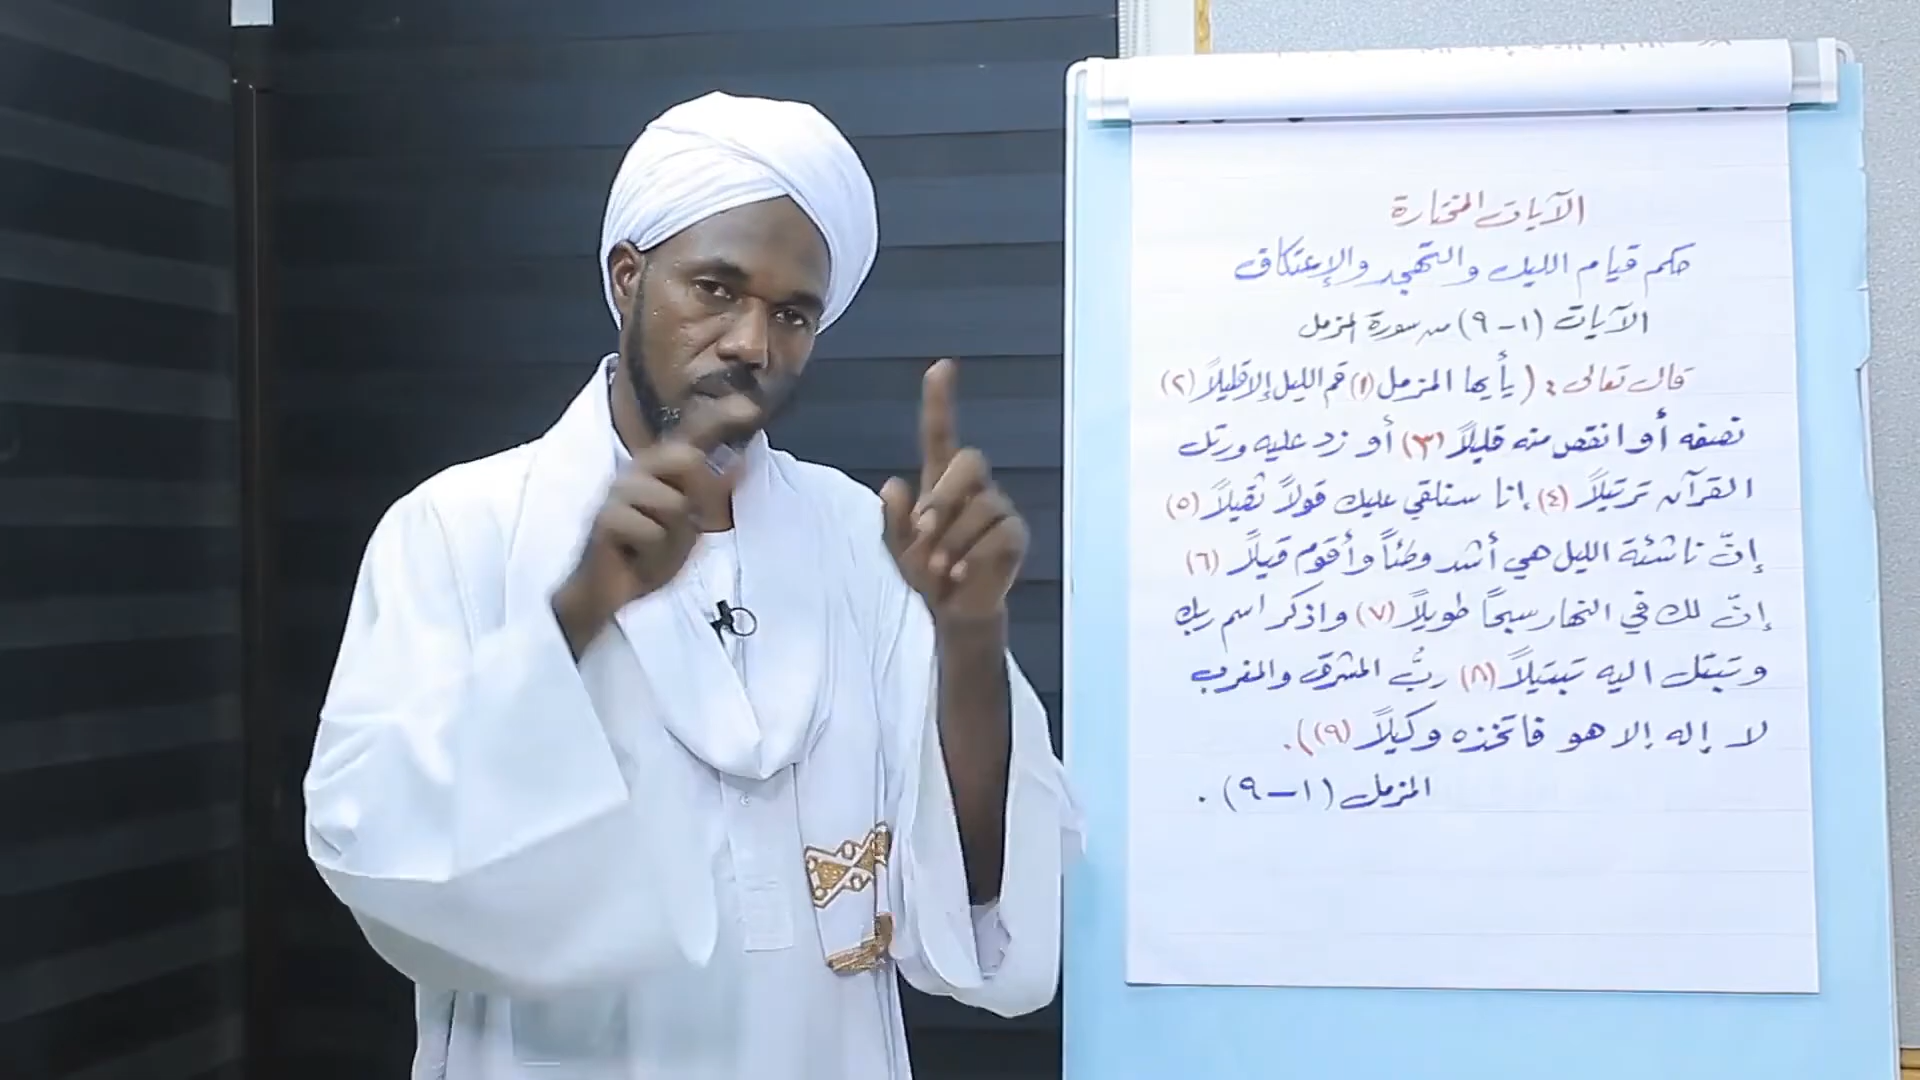 الآيات المختارة
حكم قيام الليل والتهجد والإعتكاف
الآيات (١-٩) من سورة المزمل
قال تعالى: (يأيها المزمل (١) قم الليل إلا قليلاً (٢)
نصفه أو انقص منه قليلاً (٣) أو زد عليه ورتل
القرآن ترتيلاً (٤) إنا سنلقي عليك قولاً ثقيلاً (٥)
إنّ ناشئة الليل هي أشد وطئاً وأقوم قيلاً (٦)
إنّ لك في النهار سبحاً طويلاً (٧) واذكر اسم ربك
وتبتل اليه تبتيلاً (٨) ربُّ المشرق والمغرب
لا إله إلا هو فاتخذه وكيلاً (٩)).
المزمل (١-٩).